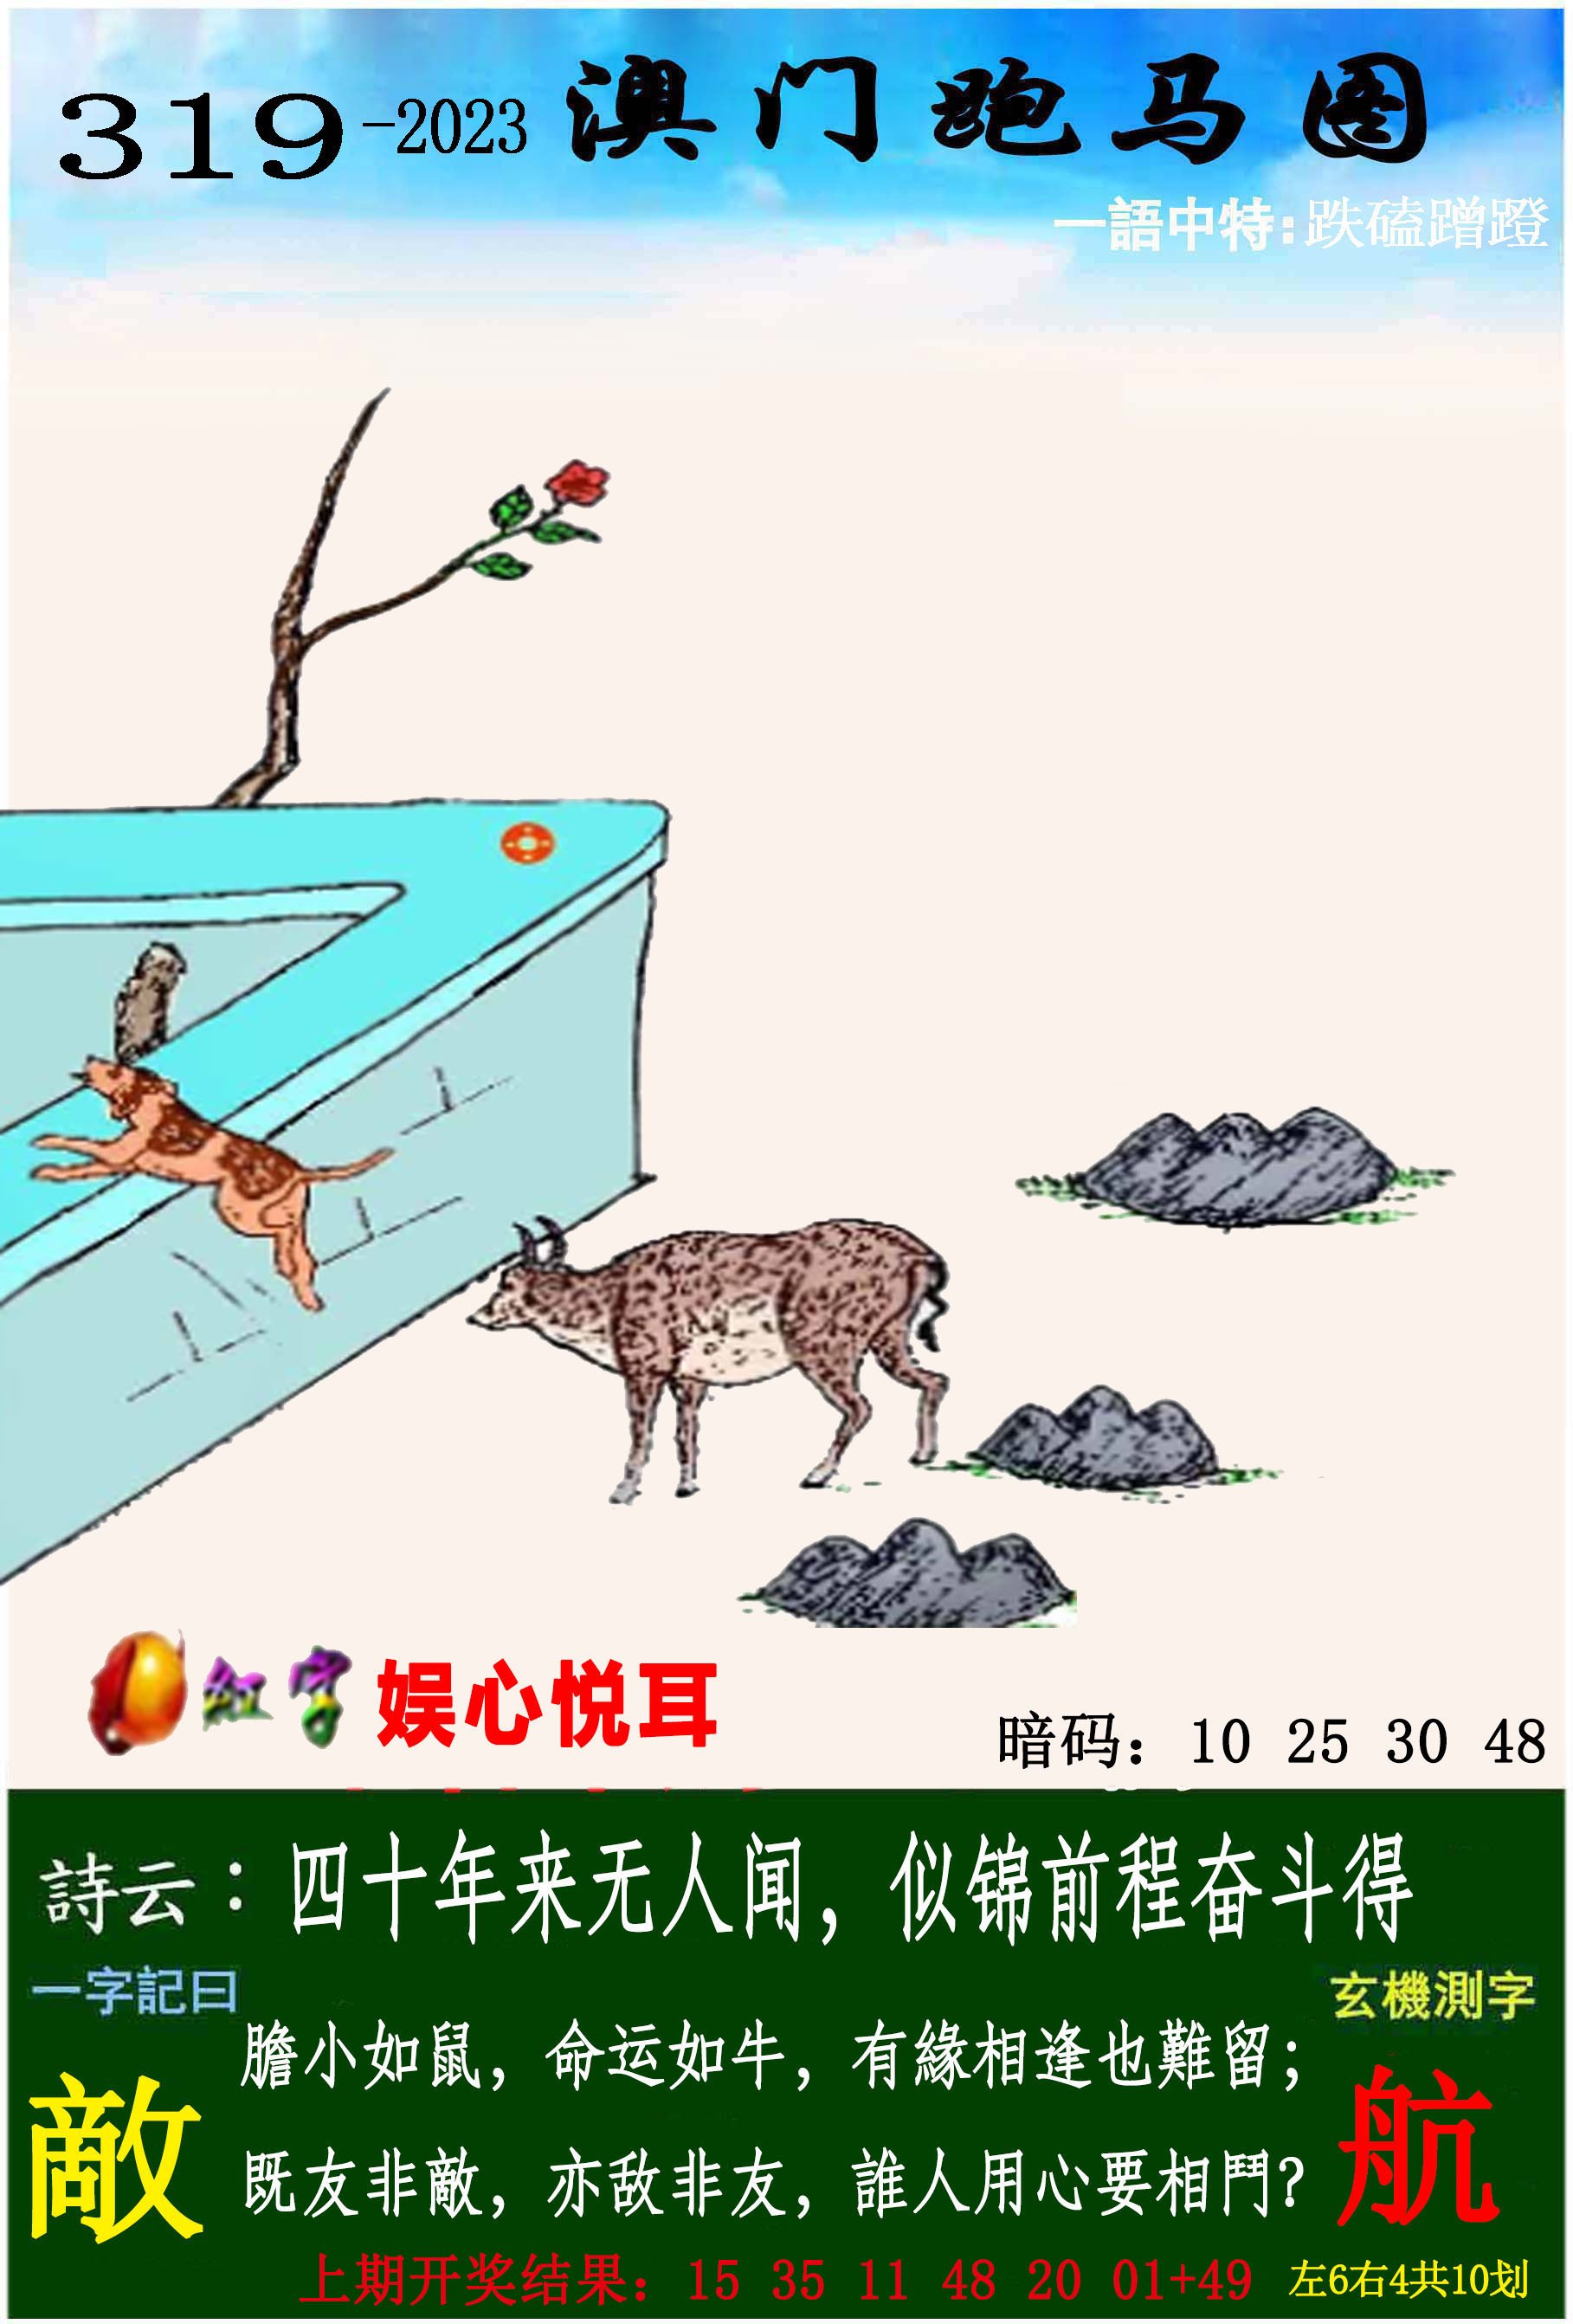 319-2023 澳门跑马图
一語中特:跌磕蹭蹬
红字 娱心悦耳
暗码：10 25 30 48
詩云：四十年来无人闻，似锦前程奋斗得
一字記曰
玄機測字
膽小如鼠，命运如牛，有緣相逢也難留；
敵
航
既友非敵，亦敌非友，誰人用心要相鬥？
上期开奖结果：15 35 11 48 20 01+49
左6右4共10划